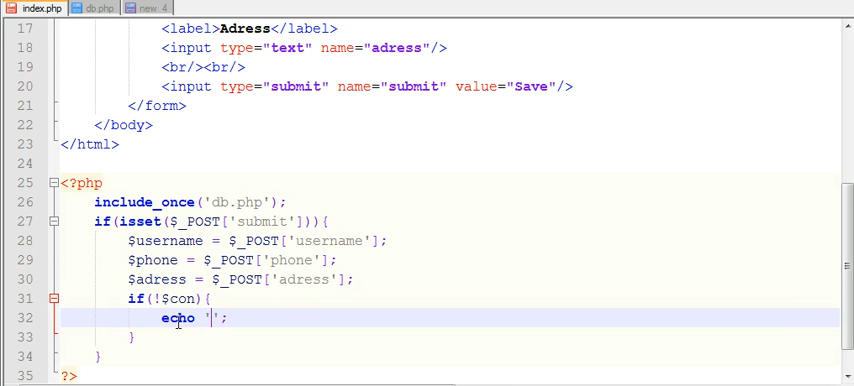 index.php db.php new 4
17 <label>Adress</label>
18 <input type="text" name="adress"/>
19 <br/><br/>
20 <input type="submit" name="submit" value="Save"/>
21 </form>
22 </body>
23 </html>
24
25 <?php
26 include_once('db.php');
27 if(isset($_POST['submit'])){
28 $username = $_POST['username'];
29 $phone = $_POST['phone'];
30 $adress = $_POST['adress'];
31 if(!$con){
32 echo '';
33 }
34 }
35 ?>